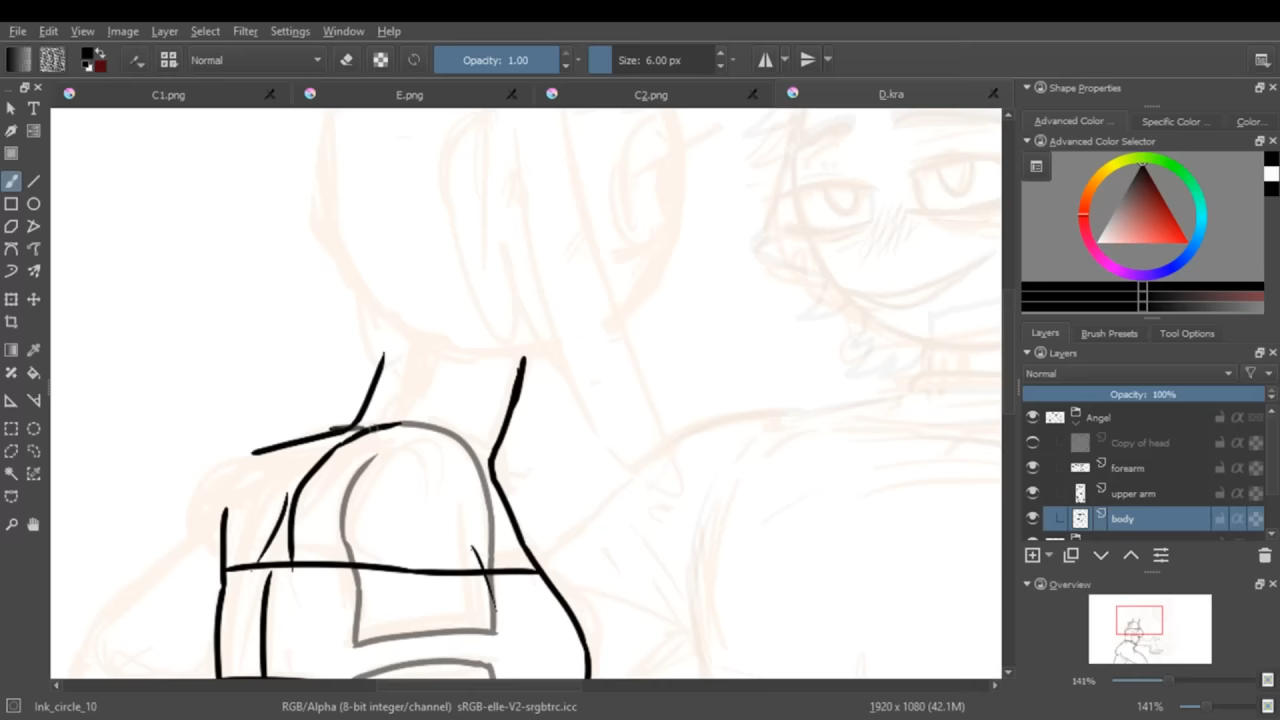 File Edit View Image Layer Select Filter Settings Window Help
Normal Opacity: 1.00 Size: 6.00 px
C1.png E.png C2.png D.kra
Shape Properties
Advanced Color ... Specific Color ... Color...
Advanced Color Selector
Layers Brush Presets Tool Options
Layers
Normal
Opacity: 100%
Angel
Copy of head
forearm
upper arm
body
Overview
141%
Ink_circle_10 RGB/Alpha (8-bit integer/channel) sRGB-elle-V2-srgbtrc.icc 1920 x 1080 (42.1M) 141%